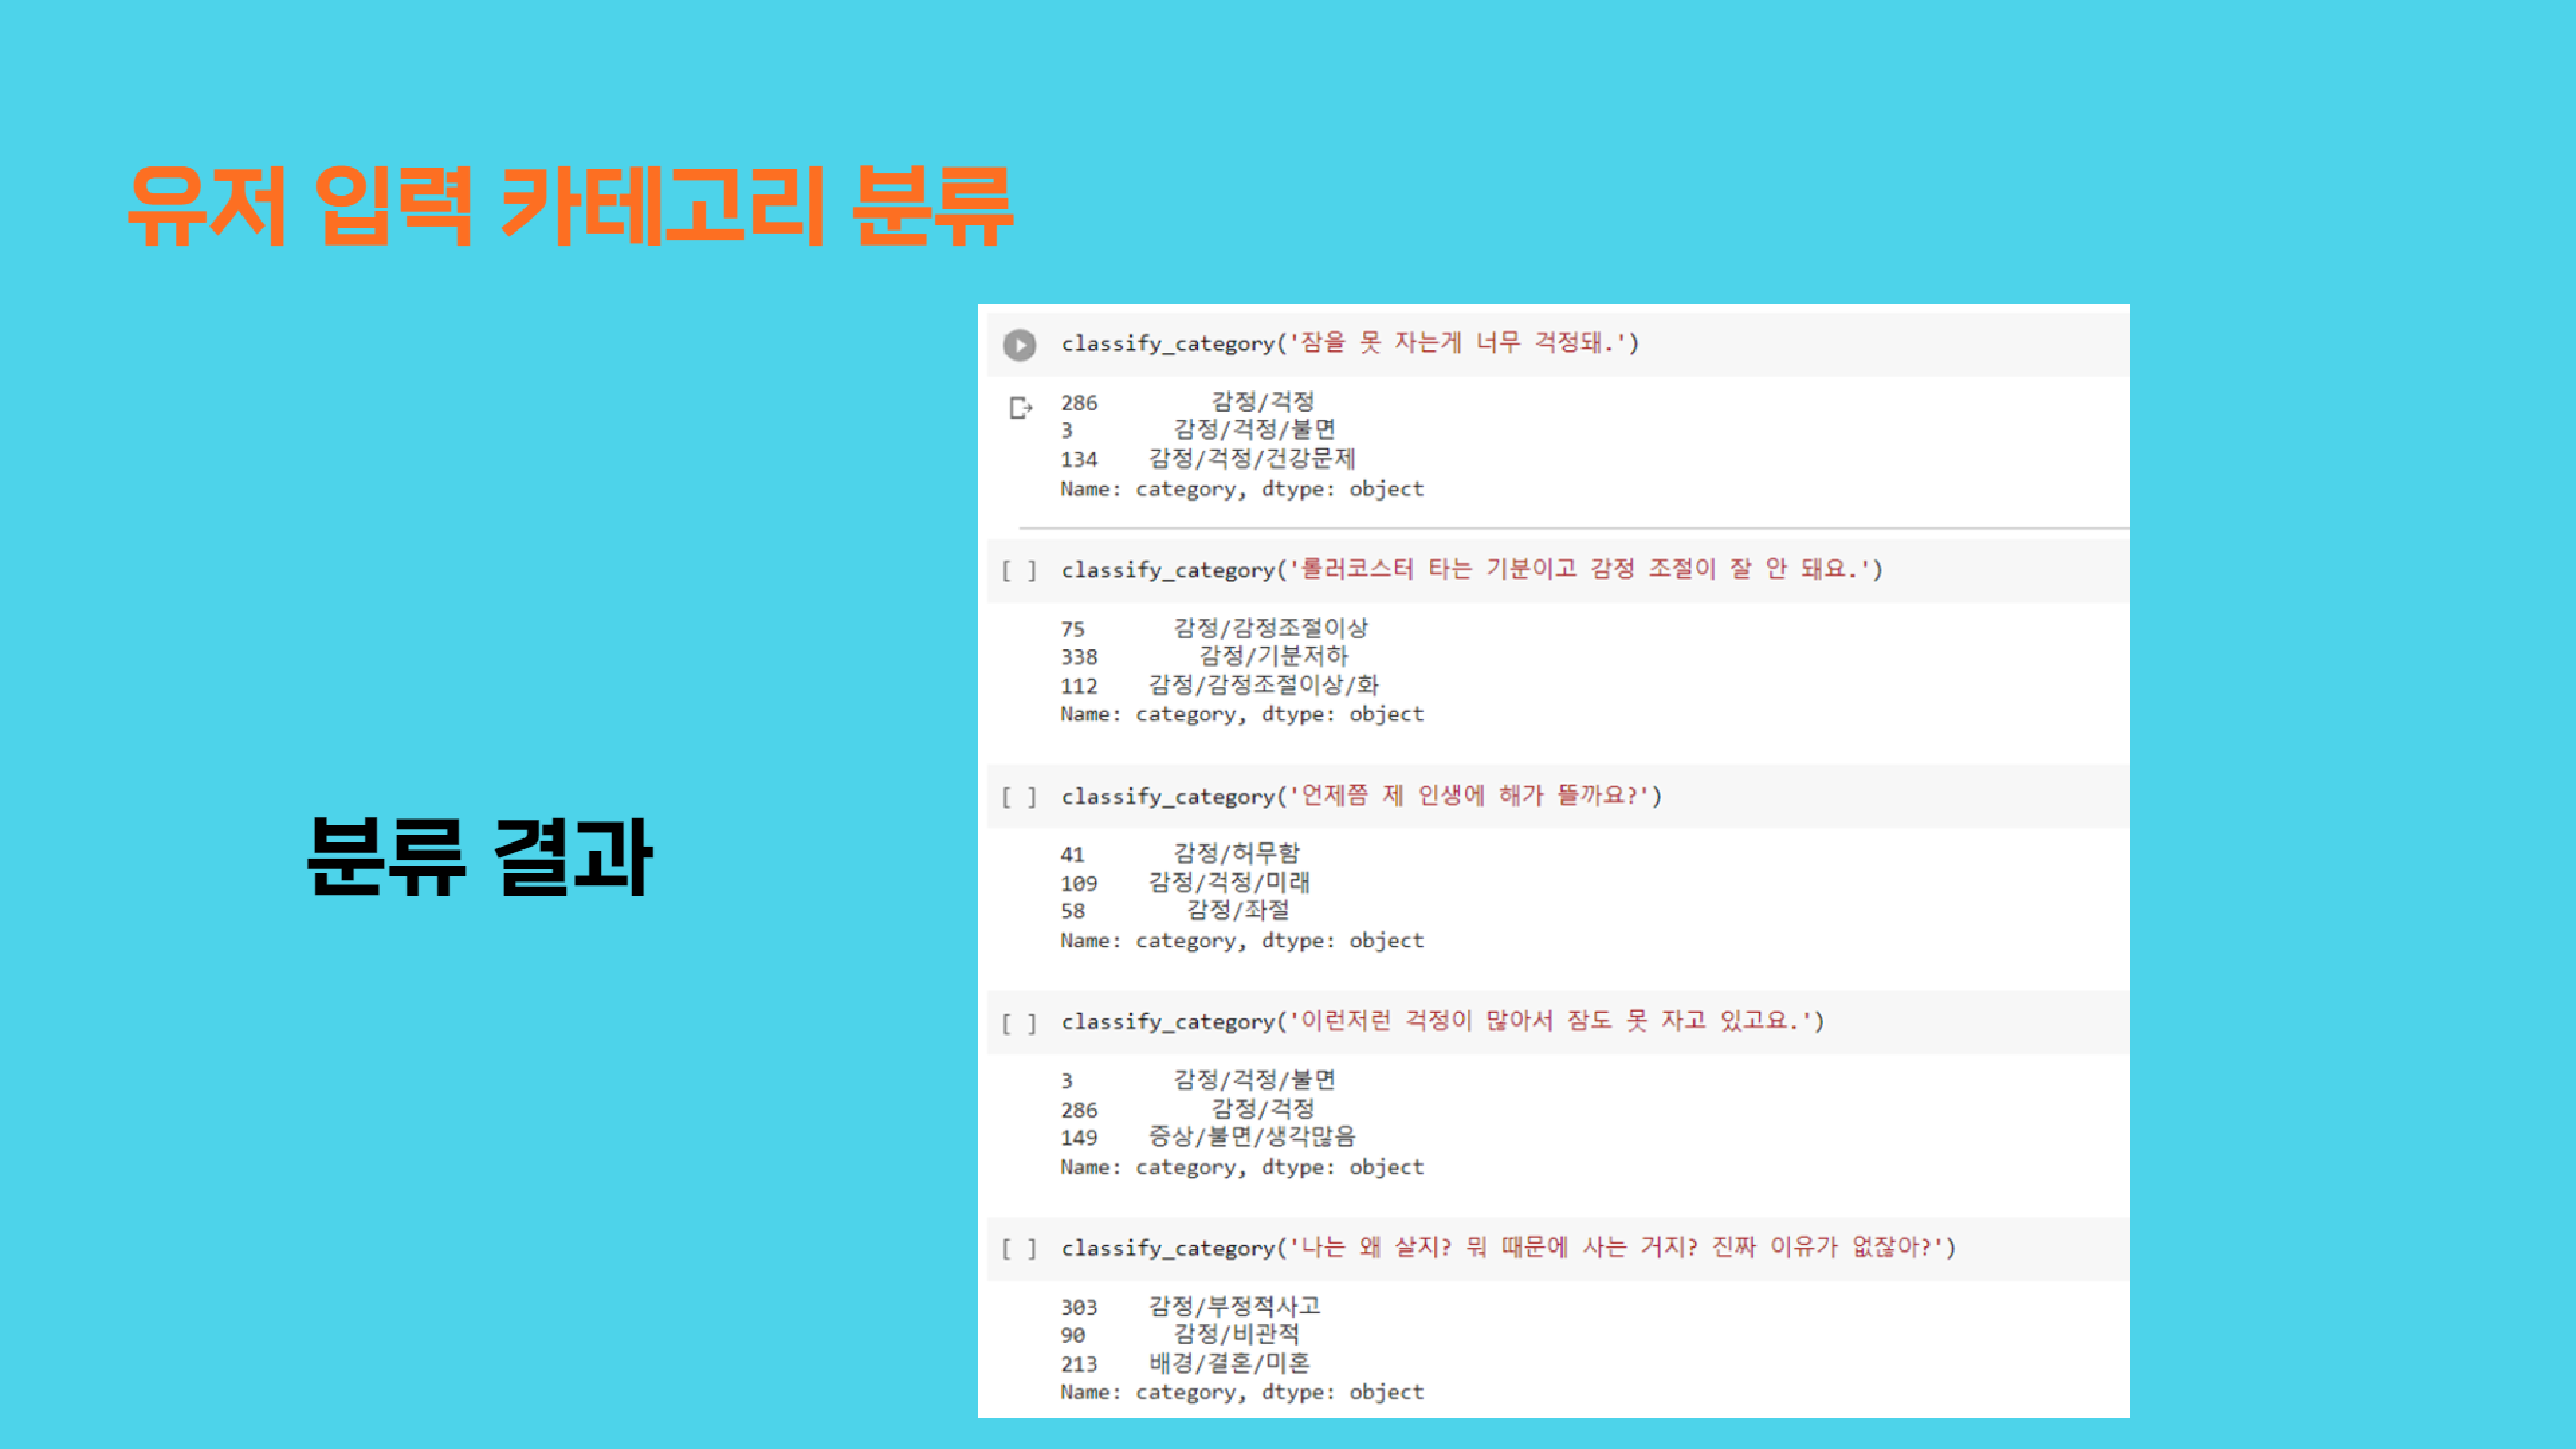 유저 입력 카테고리 분류
분류 결과
classify_category('잠을 못 자는게 너무 걱정돼.')
286 감정/걱정
3 감정/걱정/불면
134 감정/걱정/건강문제
Name: category, dtype: object
[ ] classify_category('롤러코스터 타는 기분이고 감정 조절이 잘 안 돼요.')
75 감정/감정조절이상
338 감정/기분저하
112 감정/감정조절이상/화
Name: category, dtype: object
[ ] classify_category('언제쯤 제 인생에 해가 뜰까요?')
41 감정/허무함
109 감정/걱정/미래
58 감정/좌절
Name: category, dtype: object
[ ] classify_category('이런저런 걱정이 많아서 잠도 못 자고 있고요.')
3 감정/걱정/불면
286 감정/걱정
149 증상/불면/생각많음
Name: category, dtype: object
[ ] classify_category('나는 왜 살지? 뭐 때문에 사는 거지? 진짜 이유가 없잖아?')
303 감정/부정적사고
90 감정/비관적
213 배경/결혼/미혼
Name: category, dtype: object